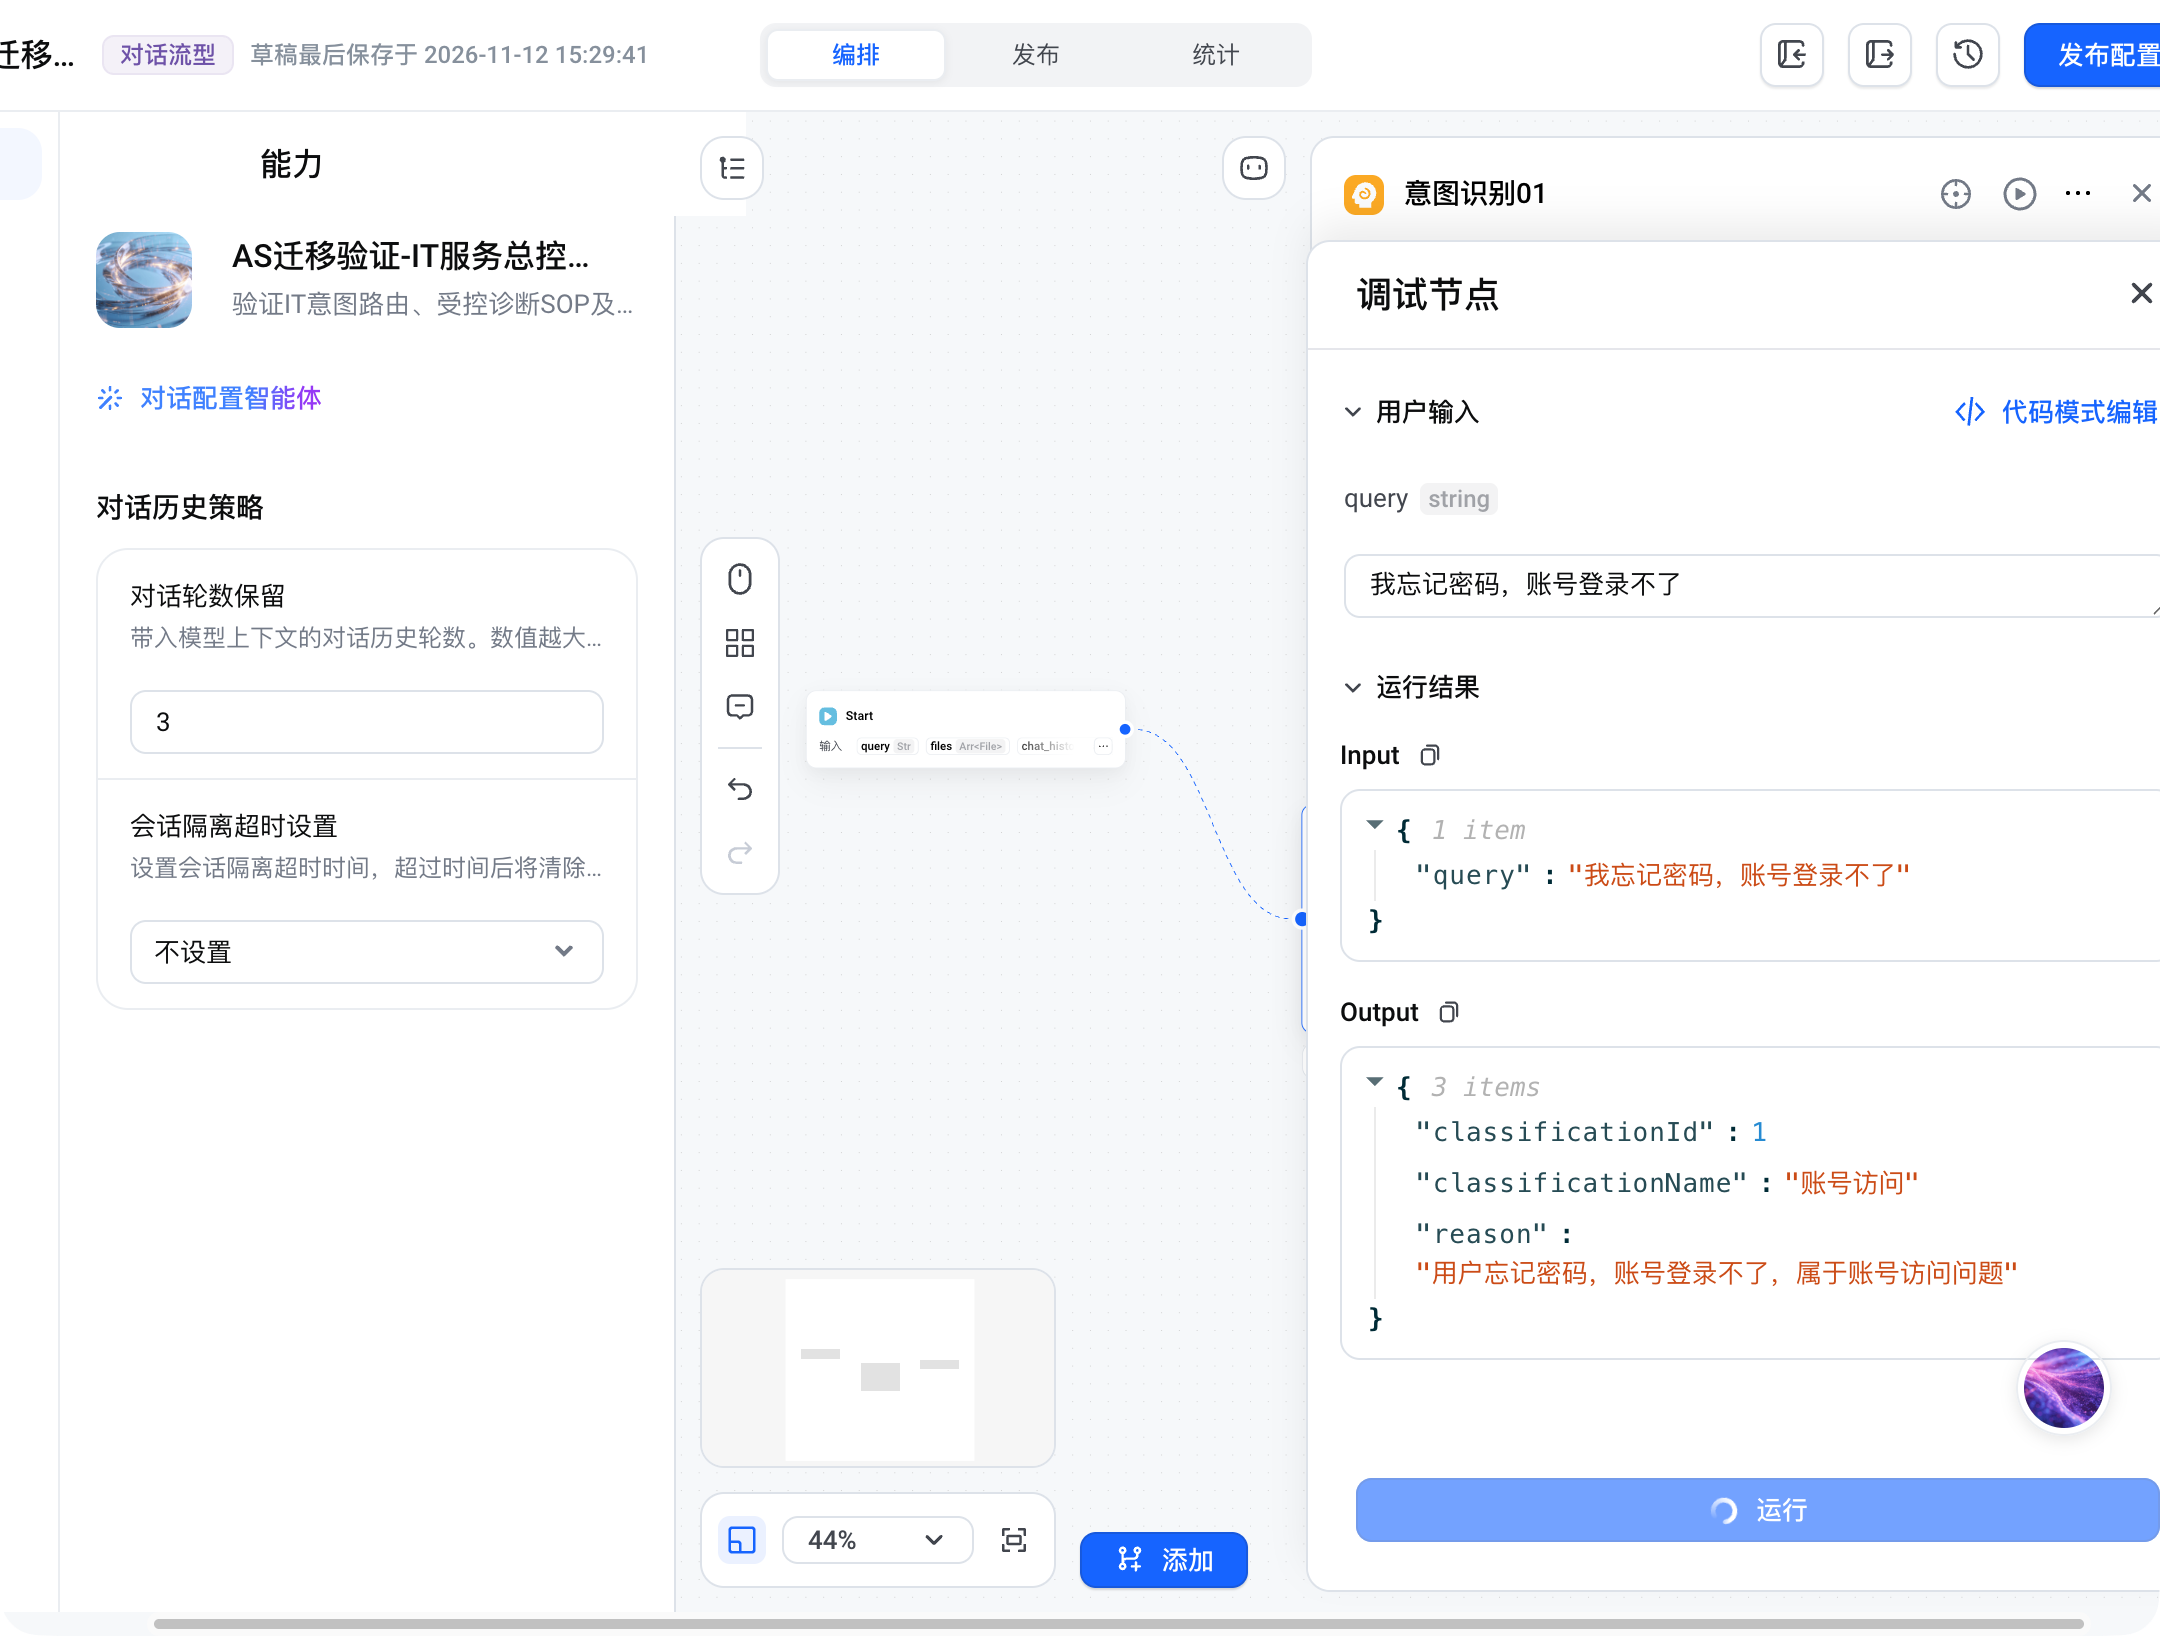 迁移...
对话流型
草稿最后保存于 2026-11-12 15:29:41
编排
发布
统计
发布配置
能力
AS迁移验证-IT服务总控...
验证IT意图路由、受控诊断SOP及...
对话配置智能体
对话历史策略
对话轮数保留
带入模型上下文的对话历史轮数。数值越大...
3
会话隔离超时设置
设置会话隔离超时时间，超过时间后将清除...
不设置
Start
输入 query Str files Arr<File> chat_hist ...
44%
添加
意图识别01
调试节点
用户输入
代码模式编辑
query string
我忘记密码，账号登录不了
运行结果
Input
{ 1 item
"query" : "我忘记密码，账号登录不了"
}
Output
{ 3 items
"classificationId" : 1
"classificationName" : "账号访问"
"reason" :
"用户忘记密码，账号登录不了，属于账号访问问题"
}
运行